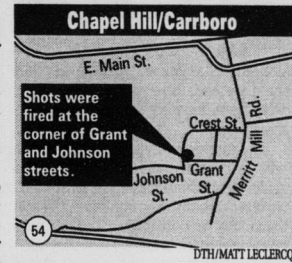 Chapel Hill/Carrboro
E. Main St.
Shots were
fired at the
corner of Grant
and Johnson
streets.
Crest St.
Merritt Mill Rd.
Johnson
St.
Grant
St.
54
DTH/MATT LECLERCQ